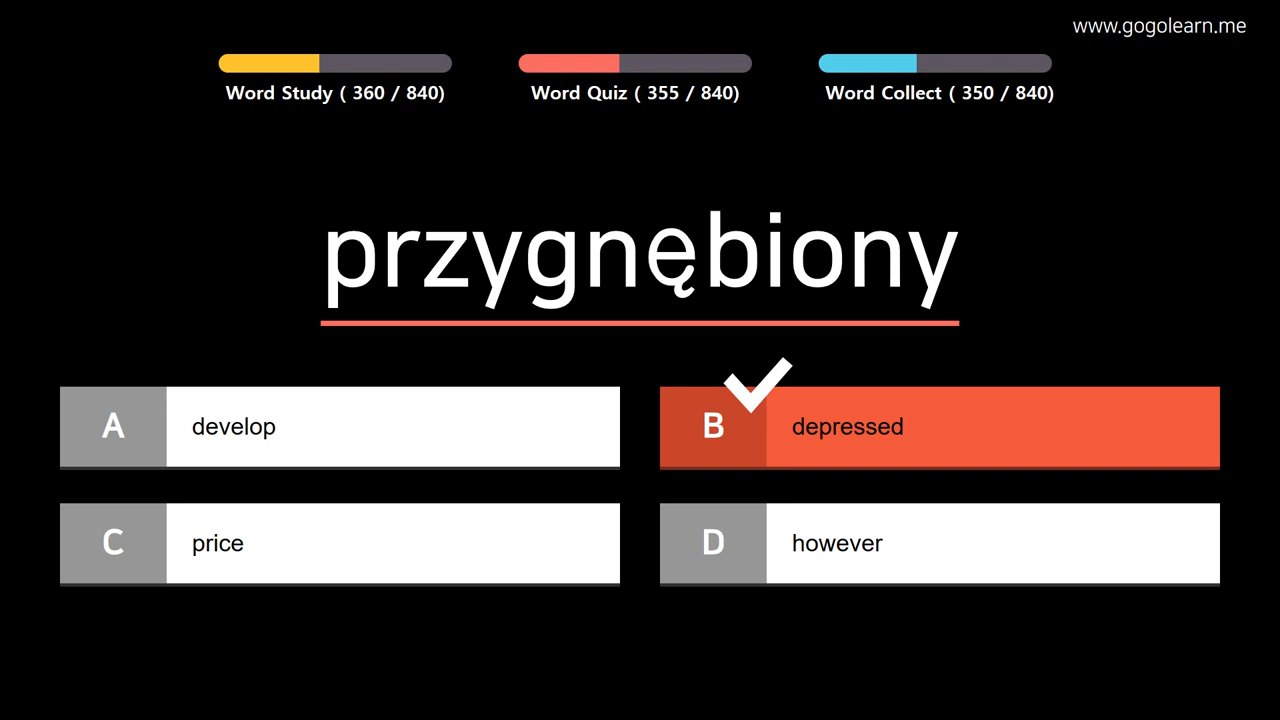 www.gogolearn.me
Word Study ( 360 / 840)
Word Quiz ( 355 / 840)
Word Collect ( 350 / 840)
przygnębiony
A develop
B depressed
C price
D however